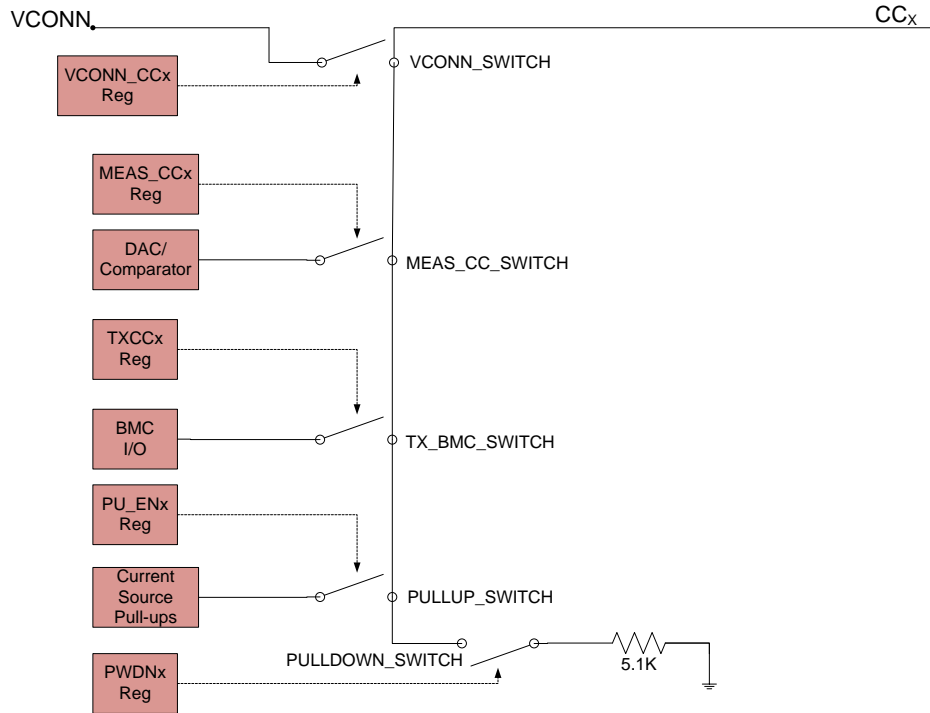 VCONN
CCX
VCONN_CCx
Reg
VCONN_SWITCH
MEAS_CCx
Reg
DAC/
Comparator
MEAS_CC_SWITCH
TXCCx
Reg
BMC
I/O
TX_BMC_SWITCH
PU_ENx
Reg
Current
Source
Pull-ups
PULLUP_SWITCH
PULLDOWN_SWITCH
5.1K
PWDNx
Reg